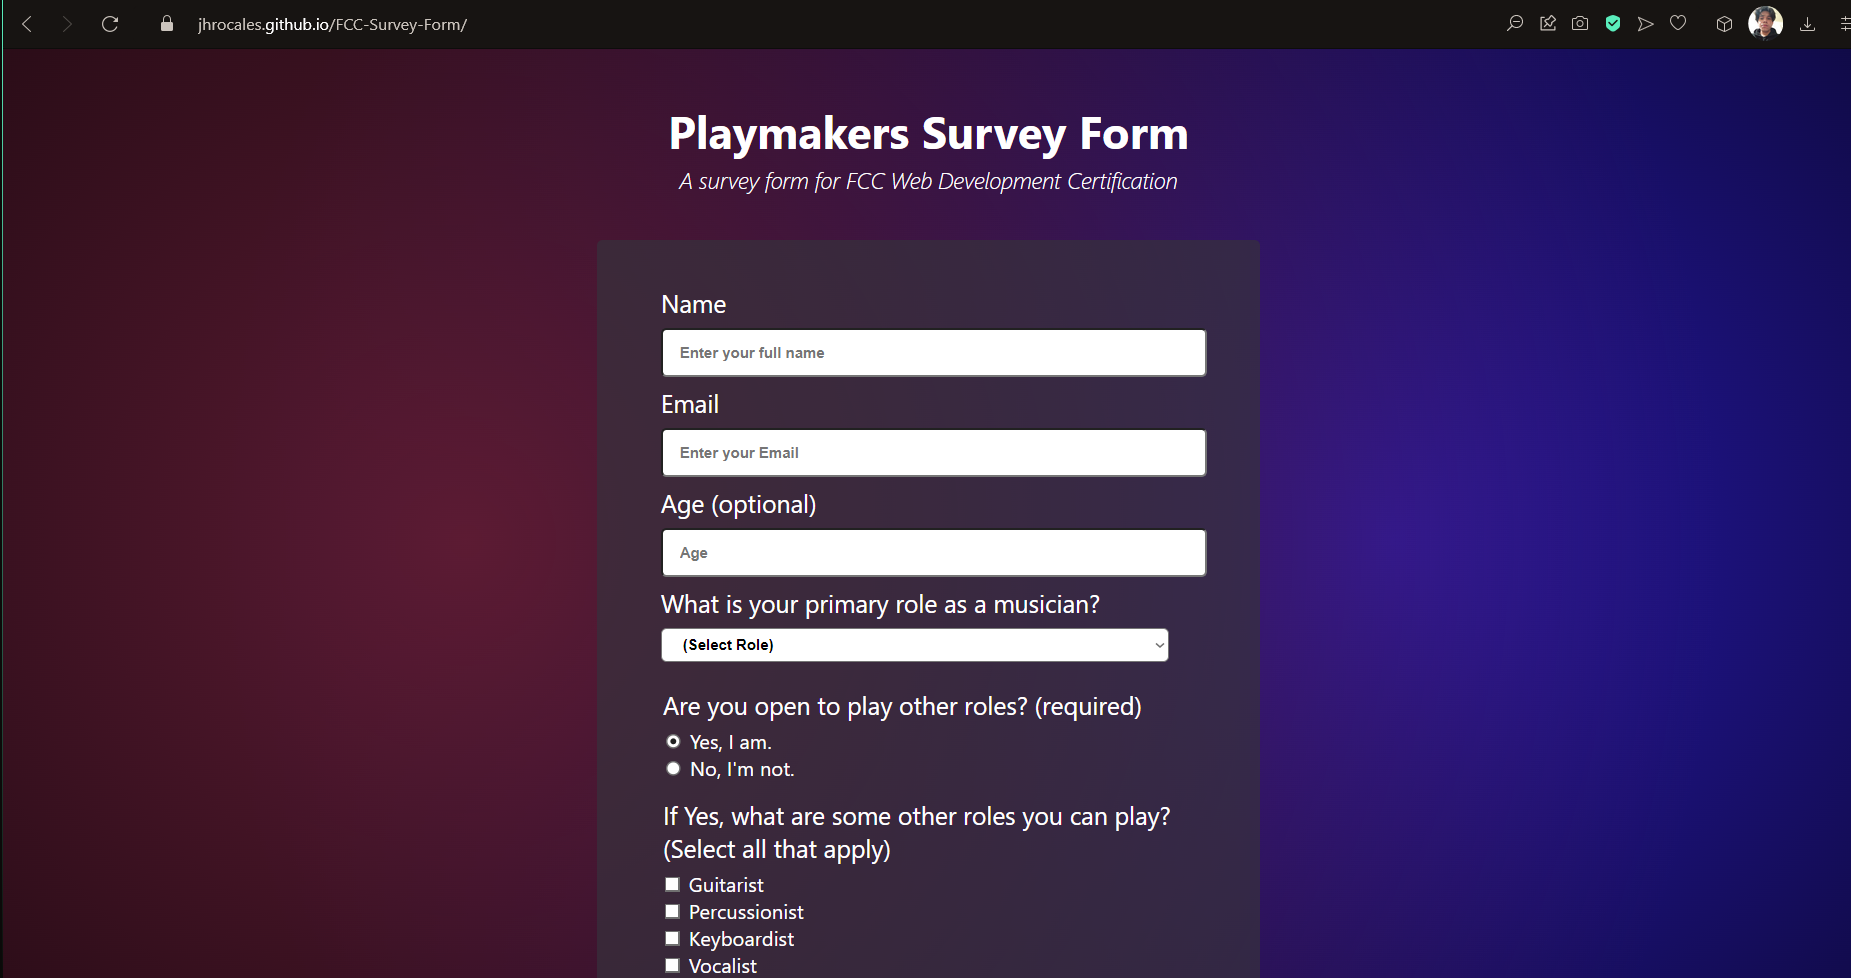 jhrocales.github.io/FCC-Survey-Form/
Playmakers Survey Form
A survey form for FCC Web Development Certification
Name
Enter your full name
Email
Enter your Email
Age (optional)
Age
What is your primary role as a musician?
(Select Role)
Are you open to play other roles? (required)
Yes, I am.
No, I'm not.
If Yes, what are some other roles you can play?
(Select all that apply)
Guitarist
Percussionist
Keyboardist
Vocalist